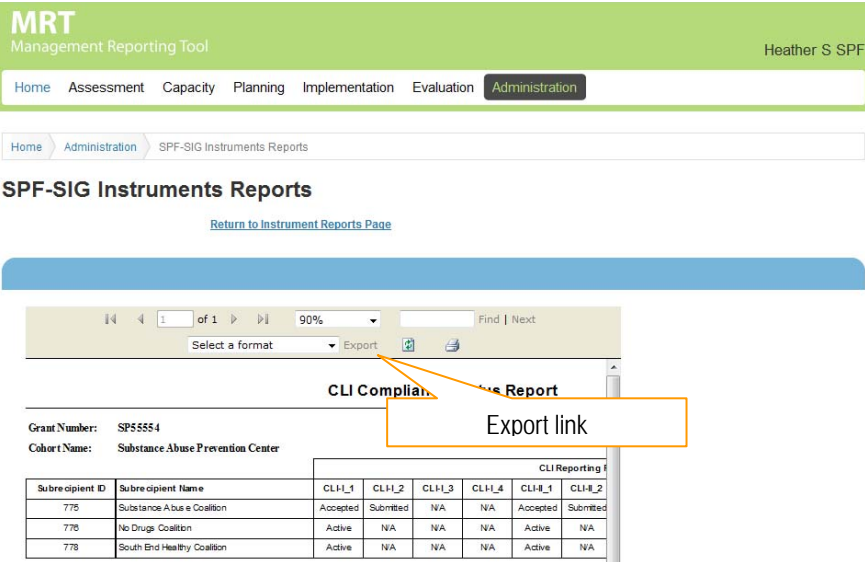 MRT
Management Reporting Tool
Heather S SPF
Home Assessment Capacity Planning Implementation Evaluation Administration
Home Administration SPF-SIG Instruments Reports
SPF-SIG Instruments Reports
Return to Instrument Reports Page
1 of 1 90% Find | Next
Select a format Export
CLI Complian us Report
Export link
Grant Number: SP55554
Cohort Name: Substance Abuse Prevention Center
CLI Reporting
Subrecipient ID Subrecipient Name CLI-I_1 CLI-I_2 CLI-I_3 CLI-I_4 CLI-II_1 CLI-II_2
775 Substance Abuse Coalition Accepted Submitted N/A N/A Accepted Submitted
776 No Drugs Coalition Active N/A N/A N/A Active N/A
778 South End Healthy Coalition Active N/A N/A N/A Active N/A